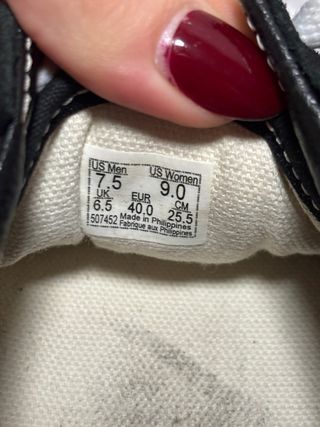 US Men US Women
7.5 9.0
UK EUR CM
6.5 40.0 25.5
507452 Made in Philippines
Fabrique aux Philippines